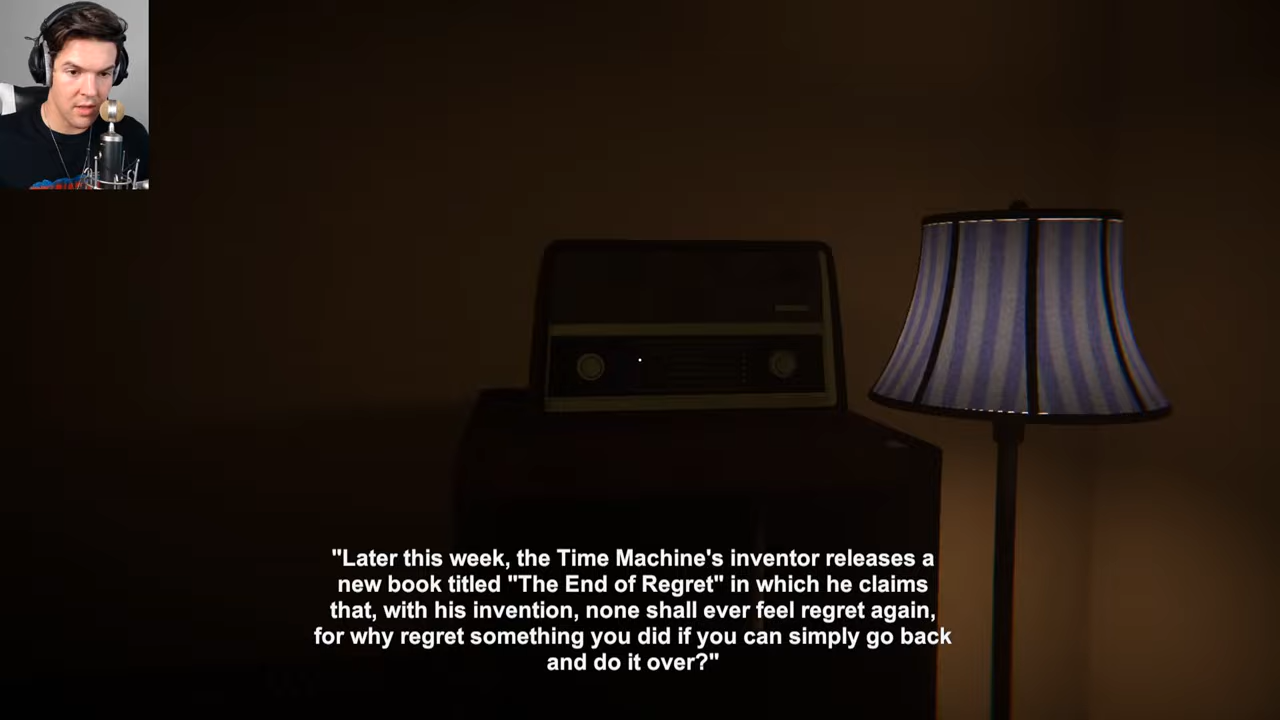 "Later this week, the Time Machine's inventor releases a
new book titled "The End of Regret" in which he claims
that, with his invention, none shall ever feel regret again,
for why regret something you did if you can simply go back
and do it over?"